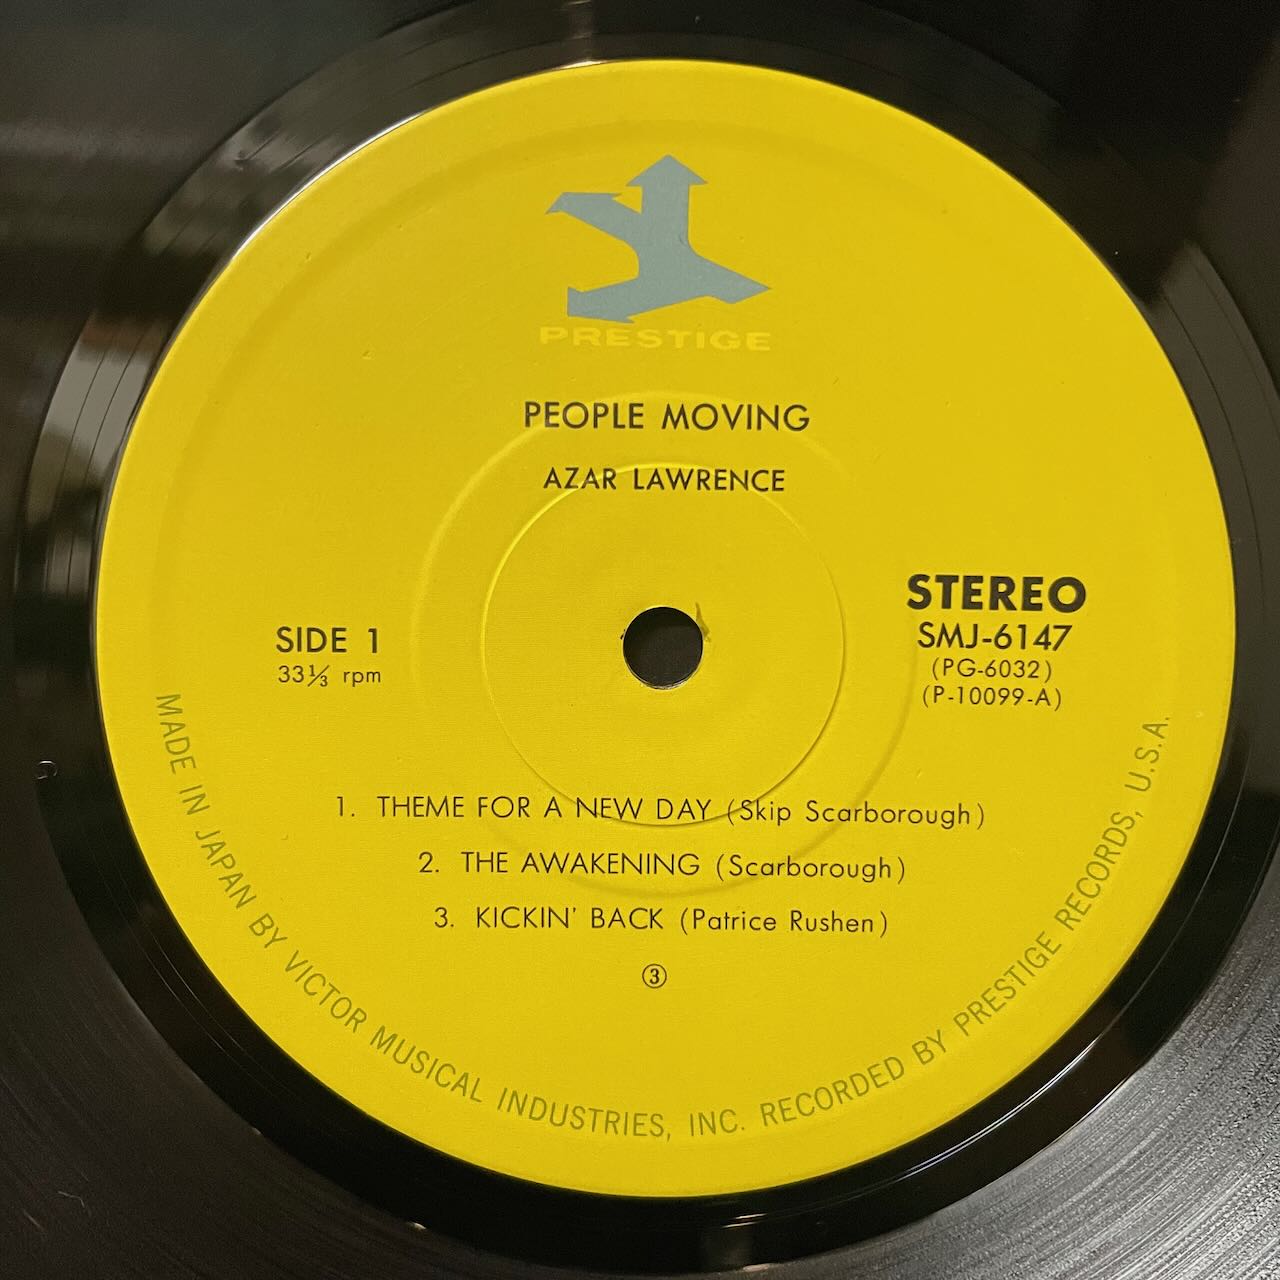 PRESTIGE
PEOPLE MOVING
AZAR LAWRENCE
STEREO
SMJ-6147
(PG-6032)
(P-10099-A)
SIDE 1
33⅓ rpm
1. THEME FOR A NEW DAY (Skip Scarborough)
2. THE AWAKENING (Scarborough)
3. KICKIN' BACK (Patrice Rushen)
③
MADE IN JAPAN BY VICTOR MUSICAL INDUSTRIES, INC. RECORDED BY PRESTIGE RECORDS, U.S.A.